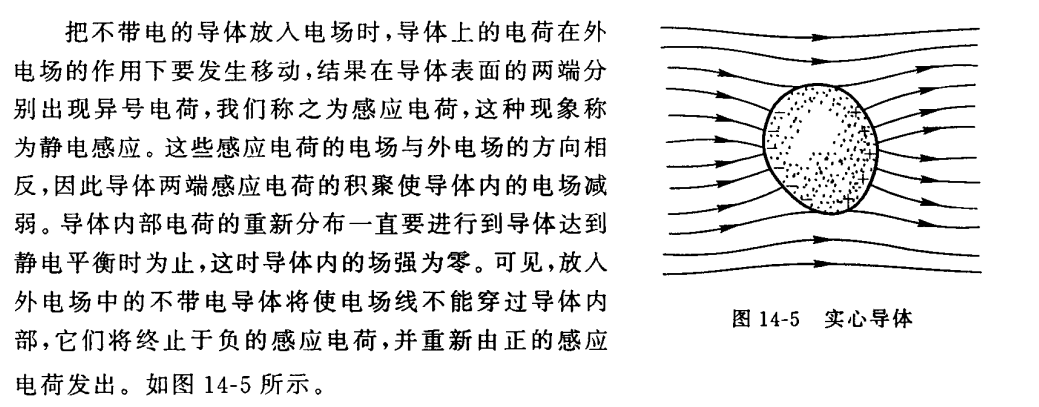 把不带电的导体放入电场时,导体上的电荷在外
电场的作用下要发生移动,结果在导体表面的两端分
别出现异号电荷,我们称之为感应电荷,这种现象称
为静电感应。这些感应电荷的电场与外电场的方向相
反,因此导体两端感应电荷的积聚使导体内的电场减
弱。导体内部电荷的重新分布一直要进行到导体达到
静电平衡时为止,这时导体内的场强为零。可见,放入
外电场中的不带电导体将使电场线不能穿过导体内
部,它们将终止于负的感应电荷,并重新由正的感应
电荷发出。如图 14-5 所示。
图 14-5 实心导体